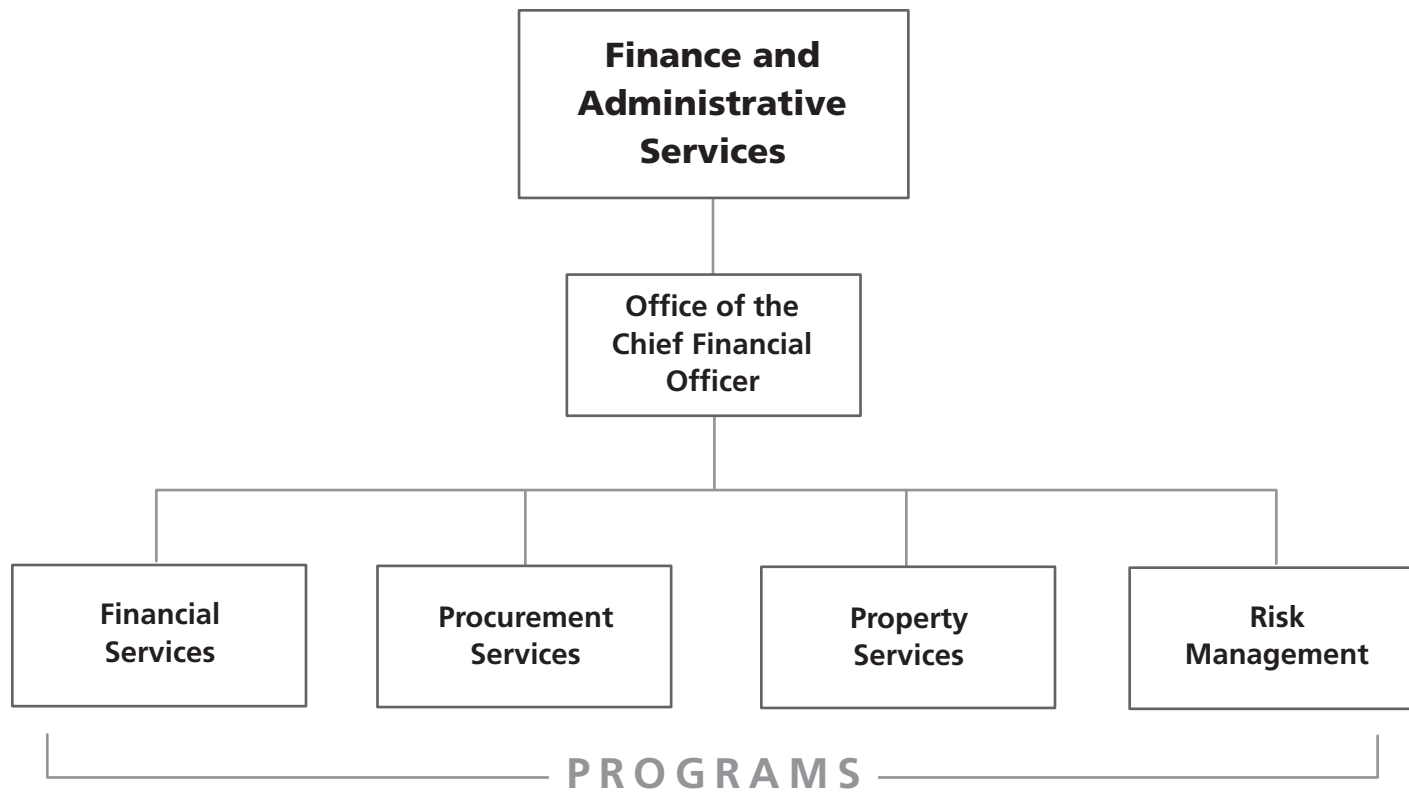 Finance and
Administrative
Services
Office of the
Chief Financial
Officer
Financial
Services
Procurement
Services
Property
Services
Risk
Management
PROGRAMS